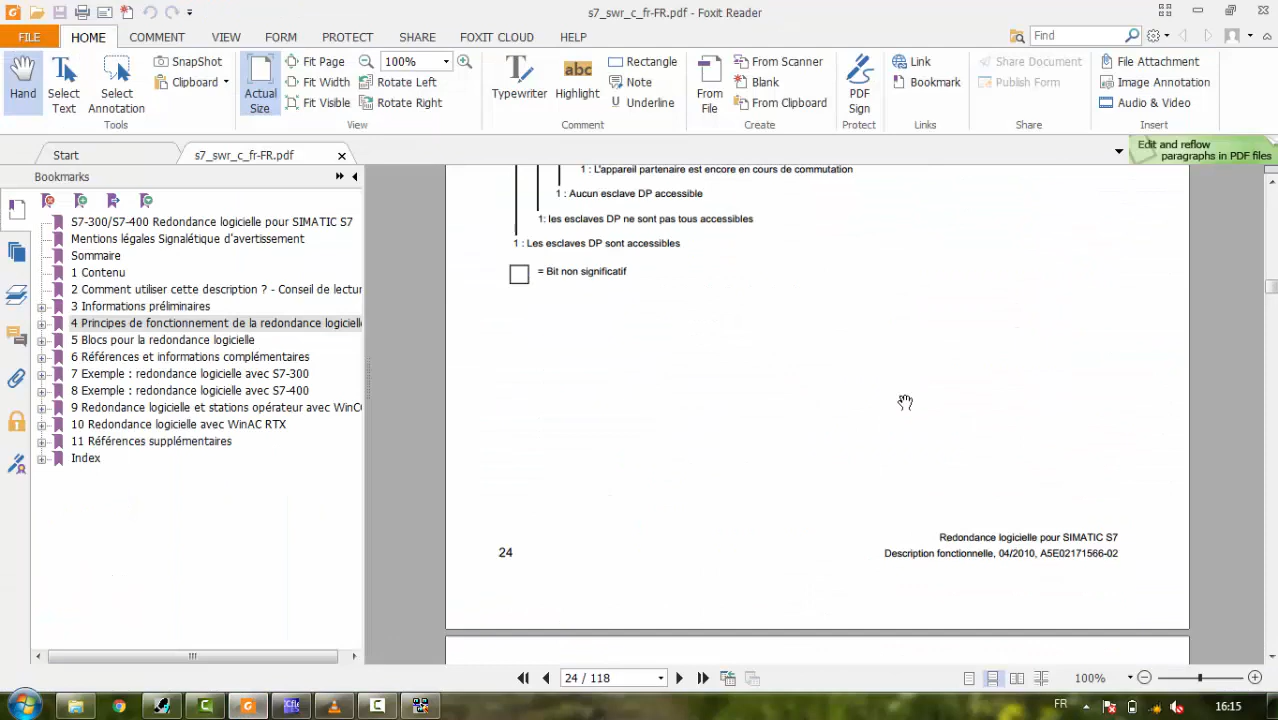 s7_swr_c_fr-FR.pdf - Foxit Reader
FILE HOME COMMENT VIEW FORM PROTECT SHARE FOXIT CLOUD HELP
Find
Hand
Select Text
Select Annotation
SnapShot
Clipboard
Tools
Actual Size
Fit Page
Fit Width
Fit Visible
100%
Rotate Left
Rotate Right
View
Typewriter
Highlight
Rectangle
Note
Underline
Comment
From File
From Scanner
Blank
From Clipboard
Create
PDF Sign
Protect
Link
Bookmark
Links
Share Document
Publish Form
Share
File Attachment
Image Annotation
Audio & Video
Insert
Start
s7_swr_c_fr-FR.pdf
Edit and reflow
paragraphs in PDF files
Bookmarks
S7-300/S7-400 Redondance logicielle pour SIMATIC S7
Mentions légales Signalétique d'avertissement
Sommaire
1 Contenu
2 Comment utiliser cette description ? - Conseil de lectur
3 Informations préliminaires
4 Principes de fonctionnement de la redondance logicielle
5 Blocs pour la redondance logicielle
6 Références et informations complémentaires
7 Exemple : redondance logicielle avec S7-300
8 Exemple : redondance logicielle avec S7-400
9 Redondance logicielle et stations opérateur avec WinCC
10 Redondance logicielle avec WinAC RTX
11 Références supplémentaires
Index
1 : L'appareil partenaire est encore en cours de commutation
1 : Aucun esclave DP accessible
1: les esclaves DP ne sont pas tous accessibles
1 : Les esclaves DP sont accessibles
= Bit non significatif
Redondance logicielle pour SIMATIC S7
24 Description fonctionnelle, 04/2010, A5E02171566-02
24 / 118
100%
FR 16:15